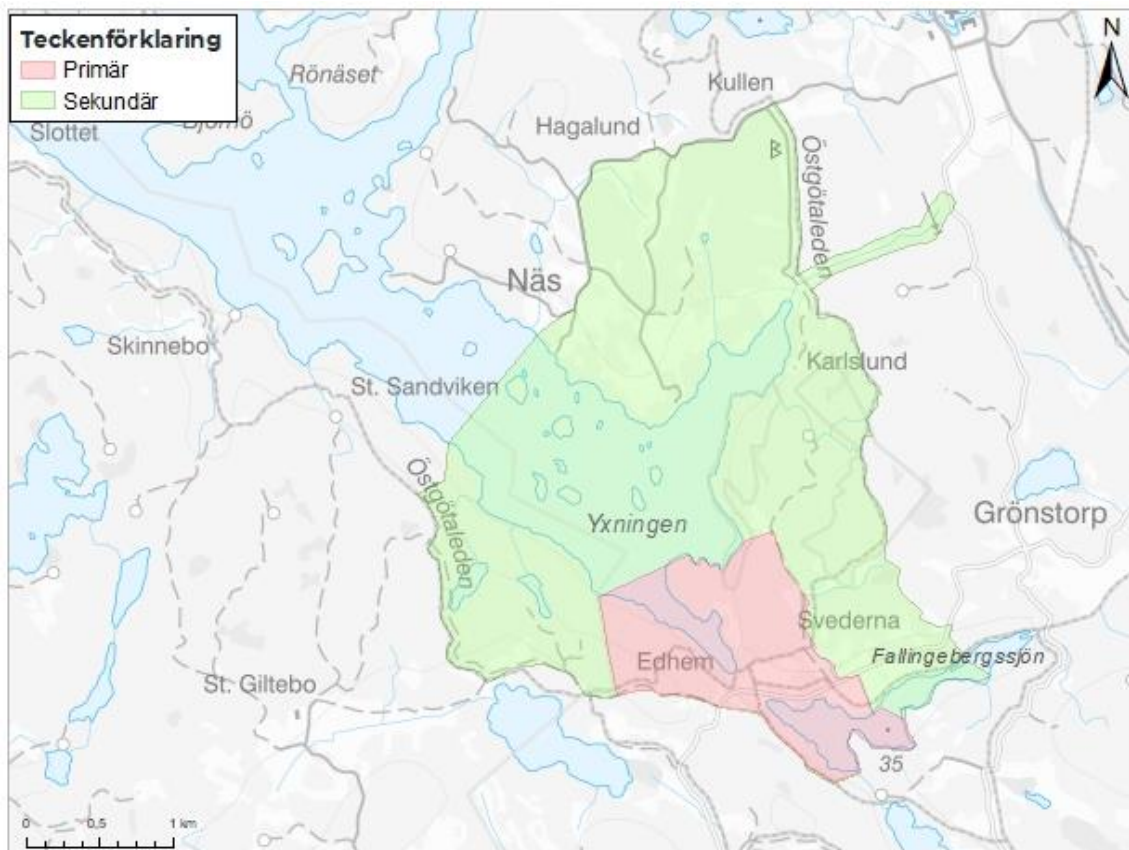 Teckenförklaring
Primär
Sekundär
N
Rönäset
Björnö
Slottet
Kullen
Hagalund
Östgötaleden
Näs
Skinnebo
St. Sandviken
Karlslund
Östgötaleden
Yxningen
Grönstorp
Svederna
Edhem
Fallingebergssjön
St. Giltebo
35
0 0,5 1 km